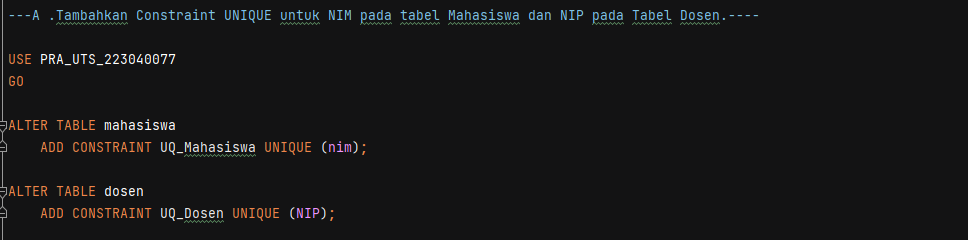 ---A .Tambahkan Constraint UNIQUE untuk NIM pada tabel Mahasiswa dan NIP pada Tabel Dosen.----
USE PRA_UTS_223040077
GO
ALTER TABLE mahasiswa
ADD CONSTRAINT UQ_Mahasiswa UNIQUE (nim);
ALTER TABLE dosen
ADD CONSTRAINT UQ_Dosen UNIQUE (NIP);